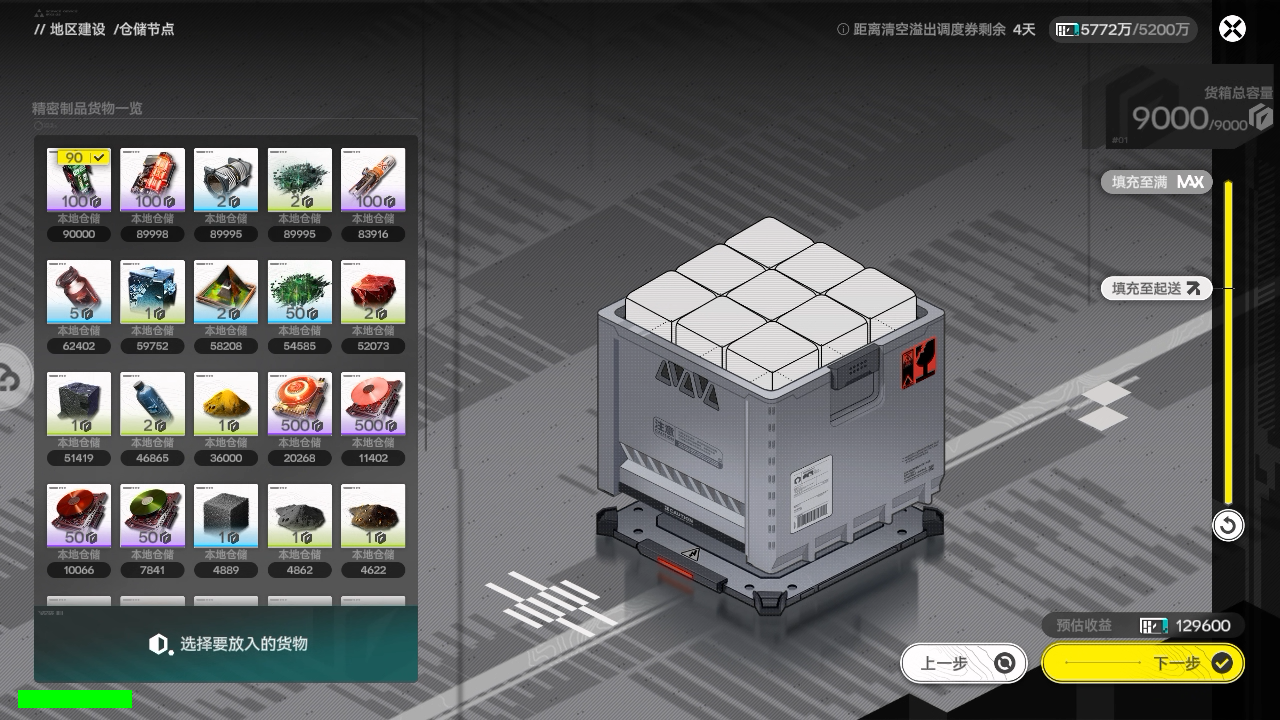 // 地区建设 /仓储节点
距离清空溢出调度券剩余 4天
5772万/5200万
精密制品货物一览
货箱总容量
9000/9000
#01
填充至满 MAX
填充至起送
90
100 100 2 2 100
本地仓储 本地仓储 本地仓储 本地仓储 本地仓储
90000 89998 89995 89995 83916
5 1 2 50 2
本地仓储 本地仓储 本地仓储 本地仓储 本地仓储
62402 59752 58208 54585 52073
1 2 1 500 500
本地仓储 本地仓储 本地仓储 本地仓储 本地仓储
51419 46865 36000 20268 11402
50 50 1 1 1
本地仓储 本地仓储 本地仓储 本地仓储 本地仓储
10066 7841 4889 4862 4622
注意
CAUTION
选择要放入的货物
预估收益 129600
上一步
下一步